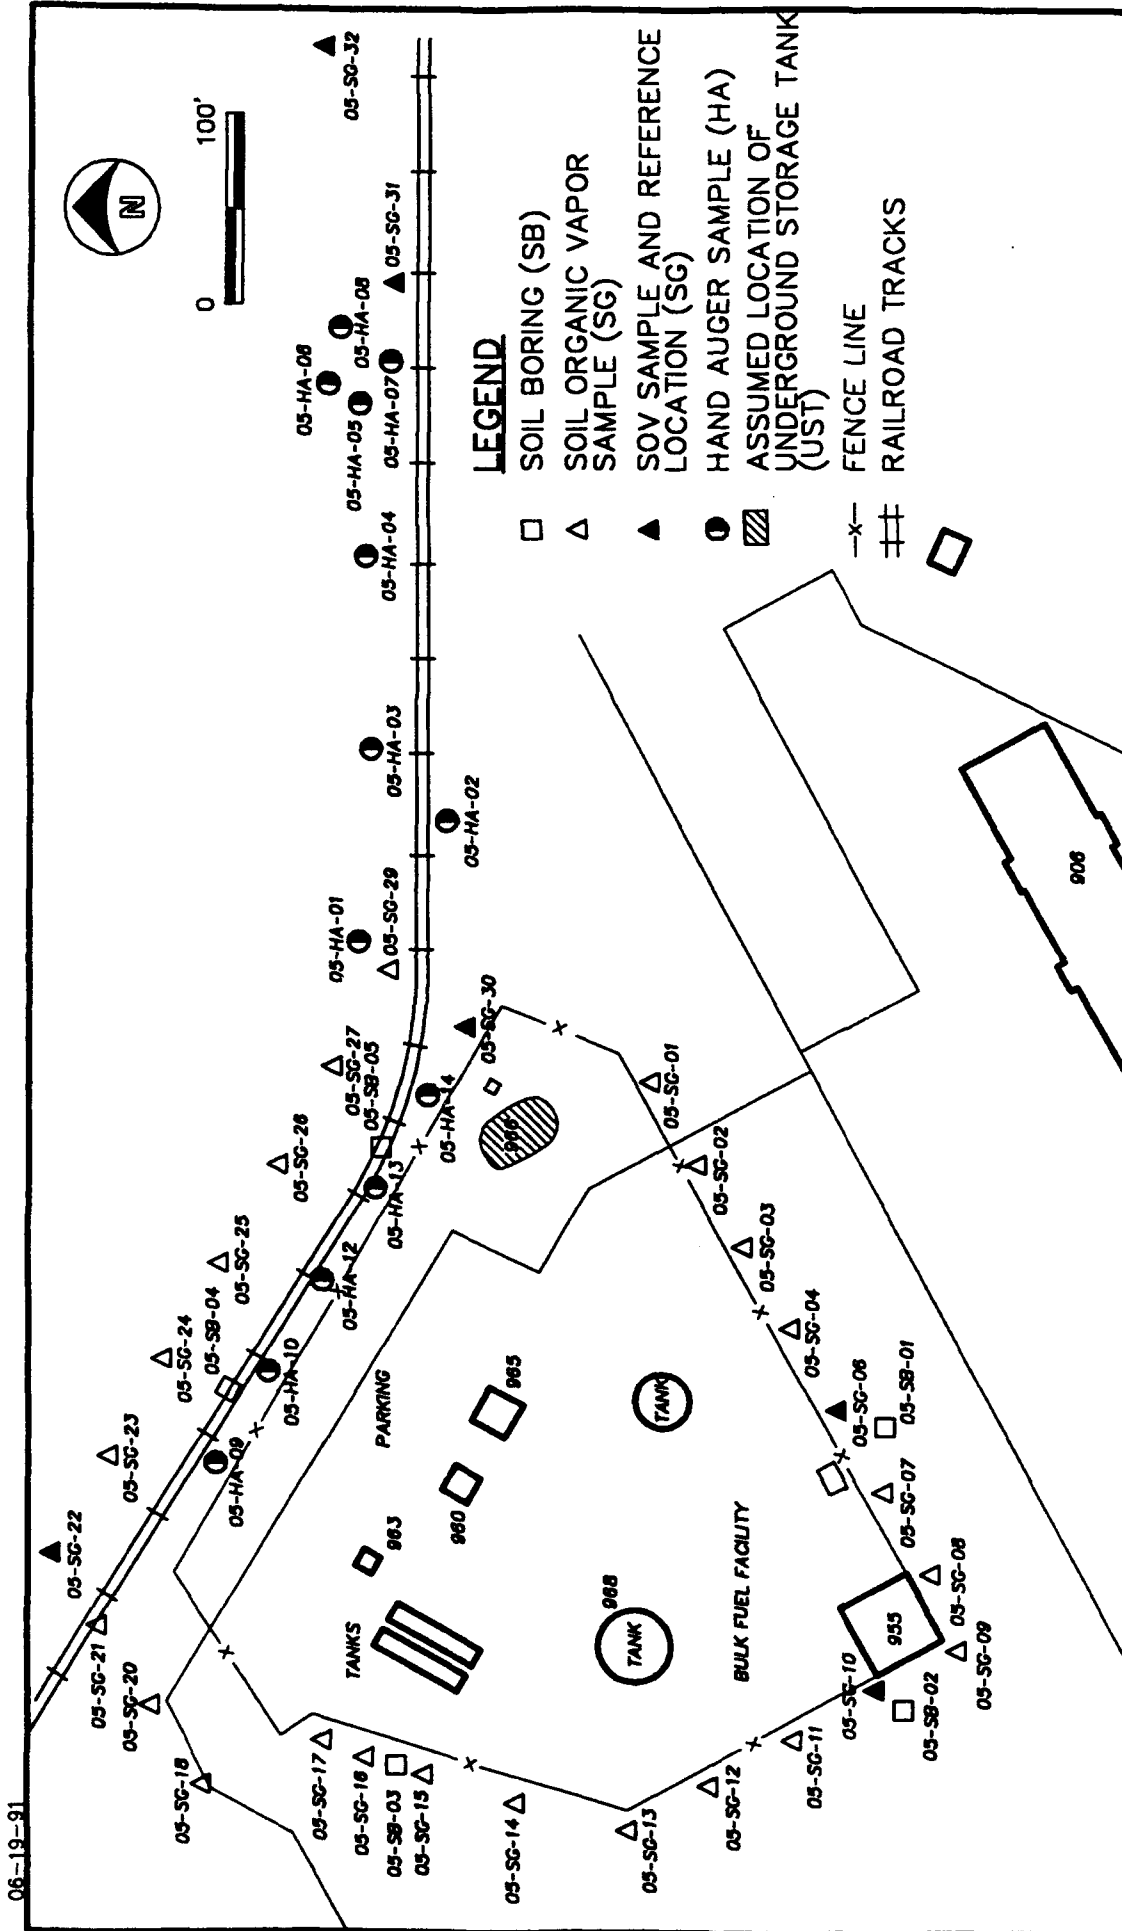 06-19-91
N
0 100'
05-SG-32
05-SG-31
05-HA-08
05-HA-06
05-HA-07
05-HA-05
05-HA-04
05-HA-03
05-HA-02
05-HA-01
05-SG-29
05-SG-30
05-SG-27
05-SB-05
05-HA-14
05-SG-26
05-HA-13
05-SG-25
05-HA-12
05-SB-04
05-SG-24
05-HA-10
05-SG-23
05-HA-09
05-SG-22
05-SG-21
05-SG-20
05-SG-18
05-SG-17
05-SG-16
05-SB-03
05-SG-15
05-SG-14
05-SG-13
05-SG-12
05-SG-11
05-SG-10
05-SB-02
05-SG-09
05-SG-08
05-SG-07
05-SB-01
05-SG-06
05-SG-04
05-SG-03
05-SG-02
05-SG-01
966
PARKING
965
960
963
TANKS
TANK
968
TANK
BULK FUEL FACILITY
955
906
LEGEND
SOIL BORING (SB)
SOIL ORGANIC VAPOR
SAMPLE (SG)
SOV SAMPLE AND REFERENCE
LOCATION (SG)
HAND AUGER SAMPLE (HA)
ASSUMED LOCATION OF
UNDERGROUND STORAGE TANK
(UST)
FENCE LINE
RAILROAD TRACKS